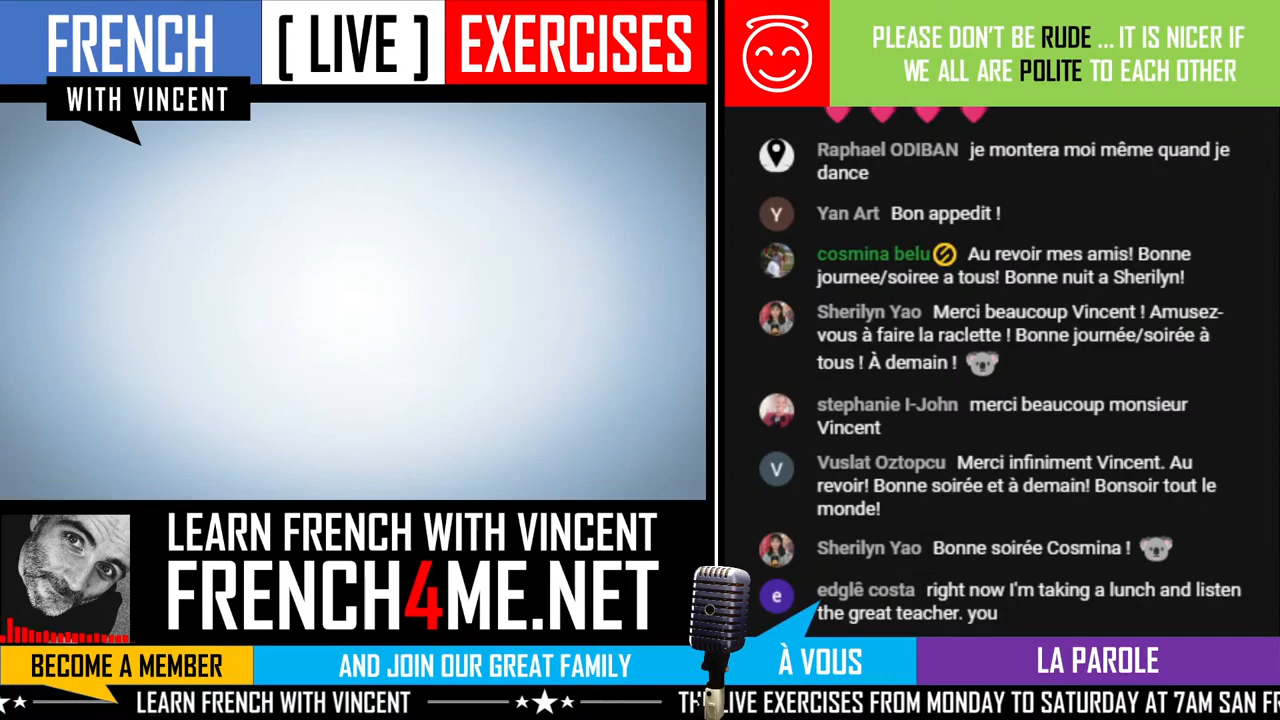 FRENCH [ LIVE ] EXERCISES
WITH VINCENT
PLEASE DON'T BE RUDE ... IT IS NICER IF
WE ALL ARE POLITE TO EACH OTHER
Raphael ODIBAN je montera moi même quand je
dance
Yan Art Bon appedit !
cosmina belu Au revoir mes amis! Bonne
journee/soiree a tous! Bonne nuit a Sherilyn!
Sherilyn Yao Merci beaucoup Vincent ! Amusez-
vous à faire la raclette ! Bonne journée/soirée à
tous ! À demain !
stephanie I-John merci beaucoup monsieur
Vincent
Vuslat Oztopcu Merci infiniment Vincent. Au
revoir! Bonne soirée et à demain! Bonsoir tout le
monde!
Sherilyn Yao Bonne soirée Cosmina !
edglê costa right now I'm taking a lunch and listen
the great teacher. you
LEARN FRENCH WITH VINCENT
FRENCH4ME.NET
BECOME A MEMBER AND JOIN OUR GREAT FAMILY
À VOUS LA PAROLE
LEARN FRENCH WITH VINCENT
LIVE EXERCISES FROM MONDAY TO SATURDAY AT 7AM SAN
Y
V
e